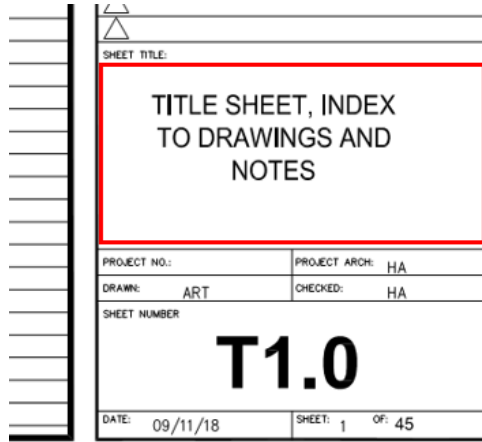 SHEET TITLE:
TITLE SHEET, INDEX
TO DRAWINGS AND
NOTES
PROJECT NO.: PROJECT ARCH: HA
DRAWN: ART CHECKED: HA
SHEET NUMBER
T1.0
DATE: 09/11/18 SHEET: 1 OF: 45